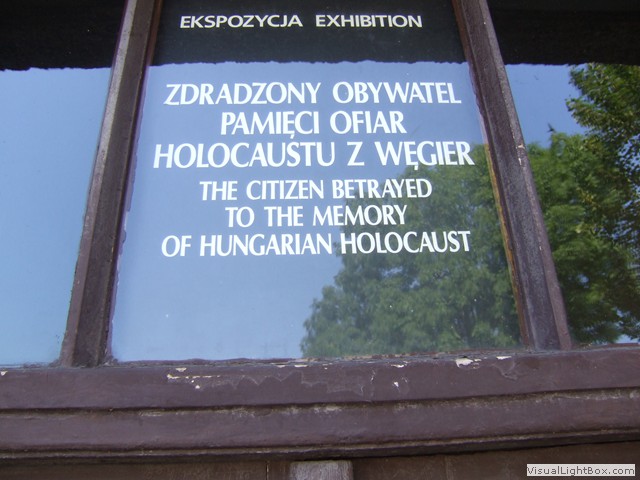 EKSPOZYCJA EXHIBITION
ZDRADZONY OBYWATEL
PAMIĘCI OFIAR
HOLOCAUSTU Z WĘGIER
THE CITIZEN BETRAYED
TO THE MEMORY
OF HUNGARIAN HOLOCAUST
VisualLightBox.com